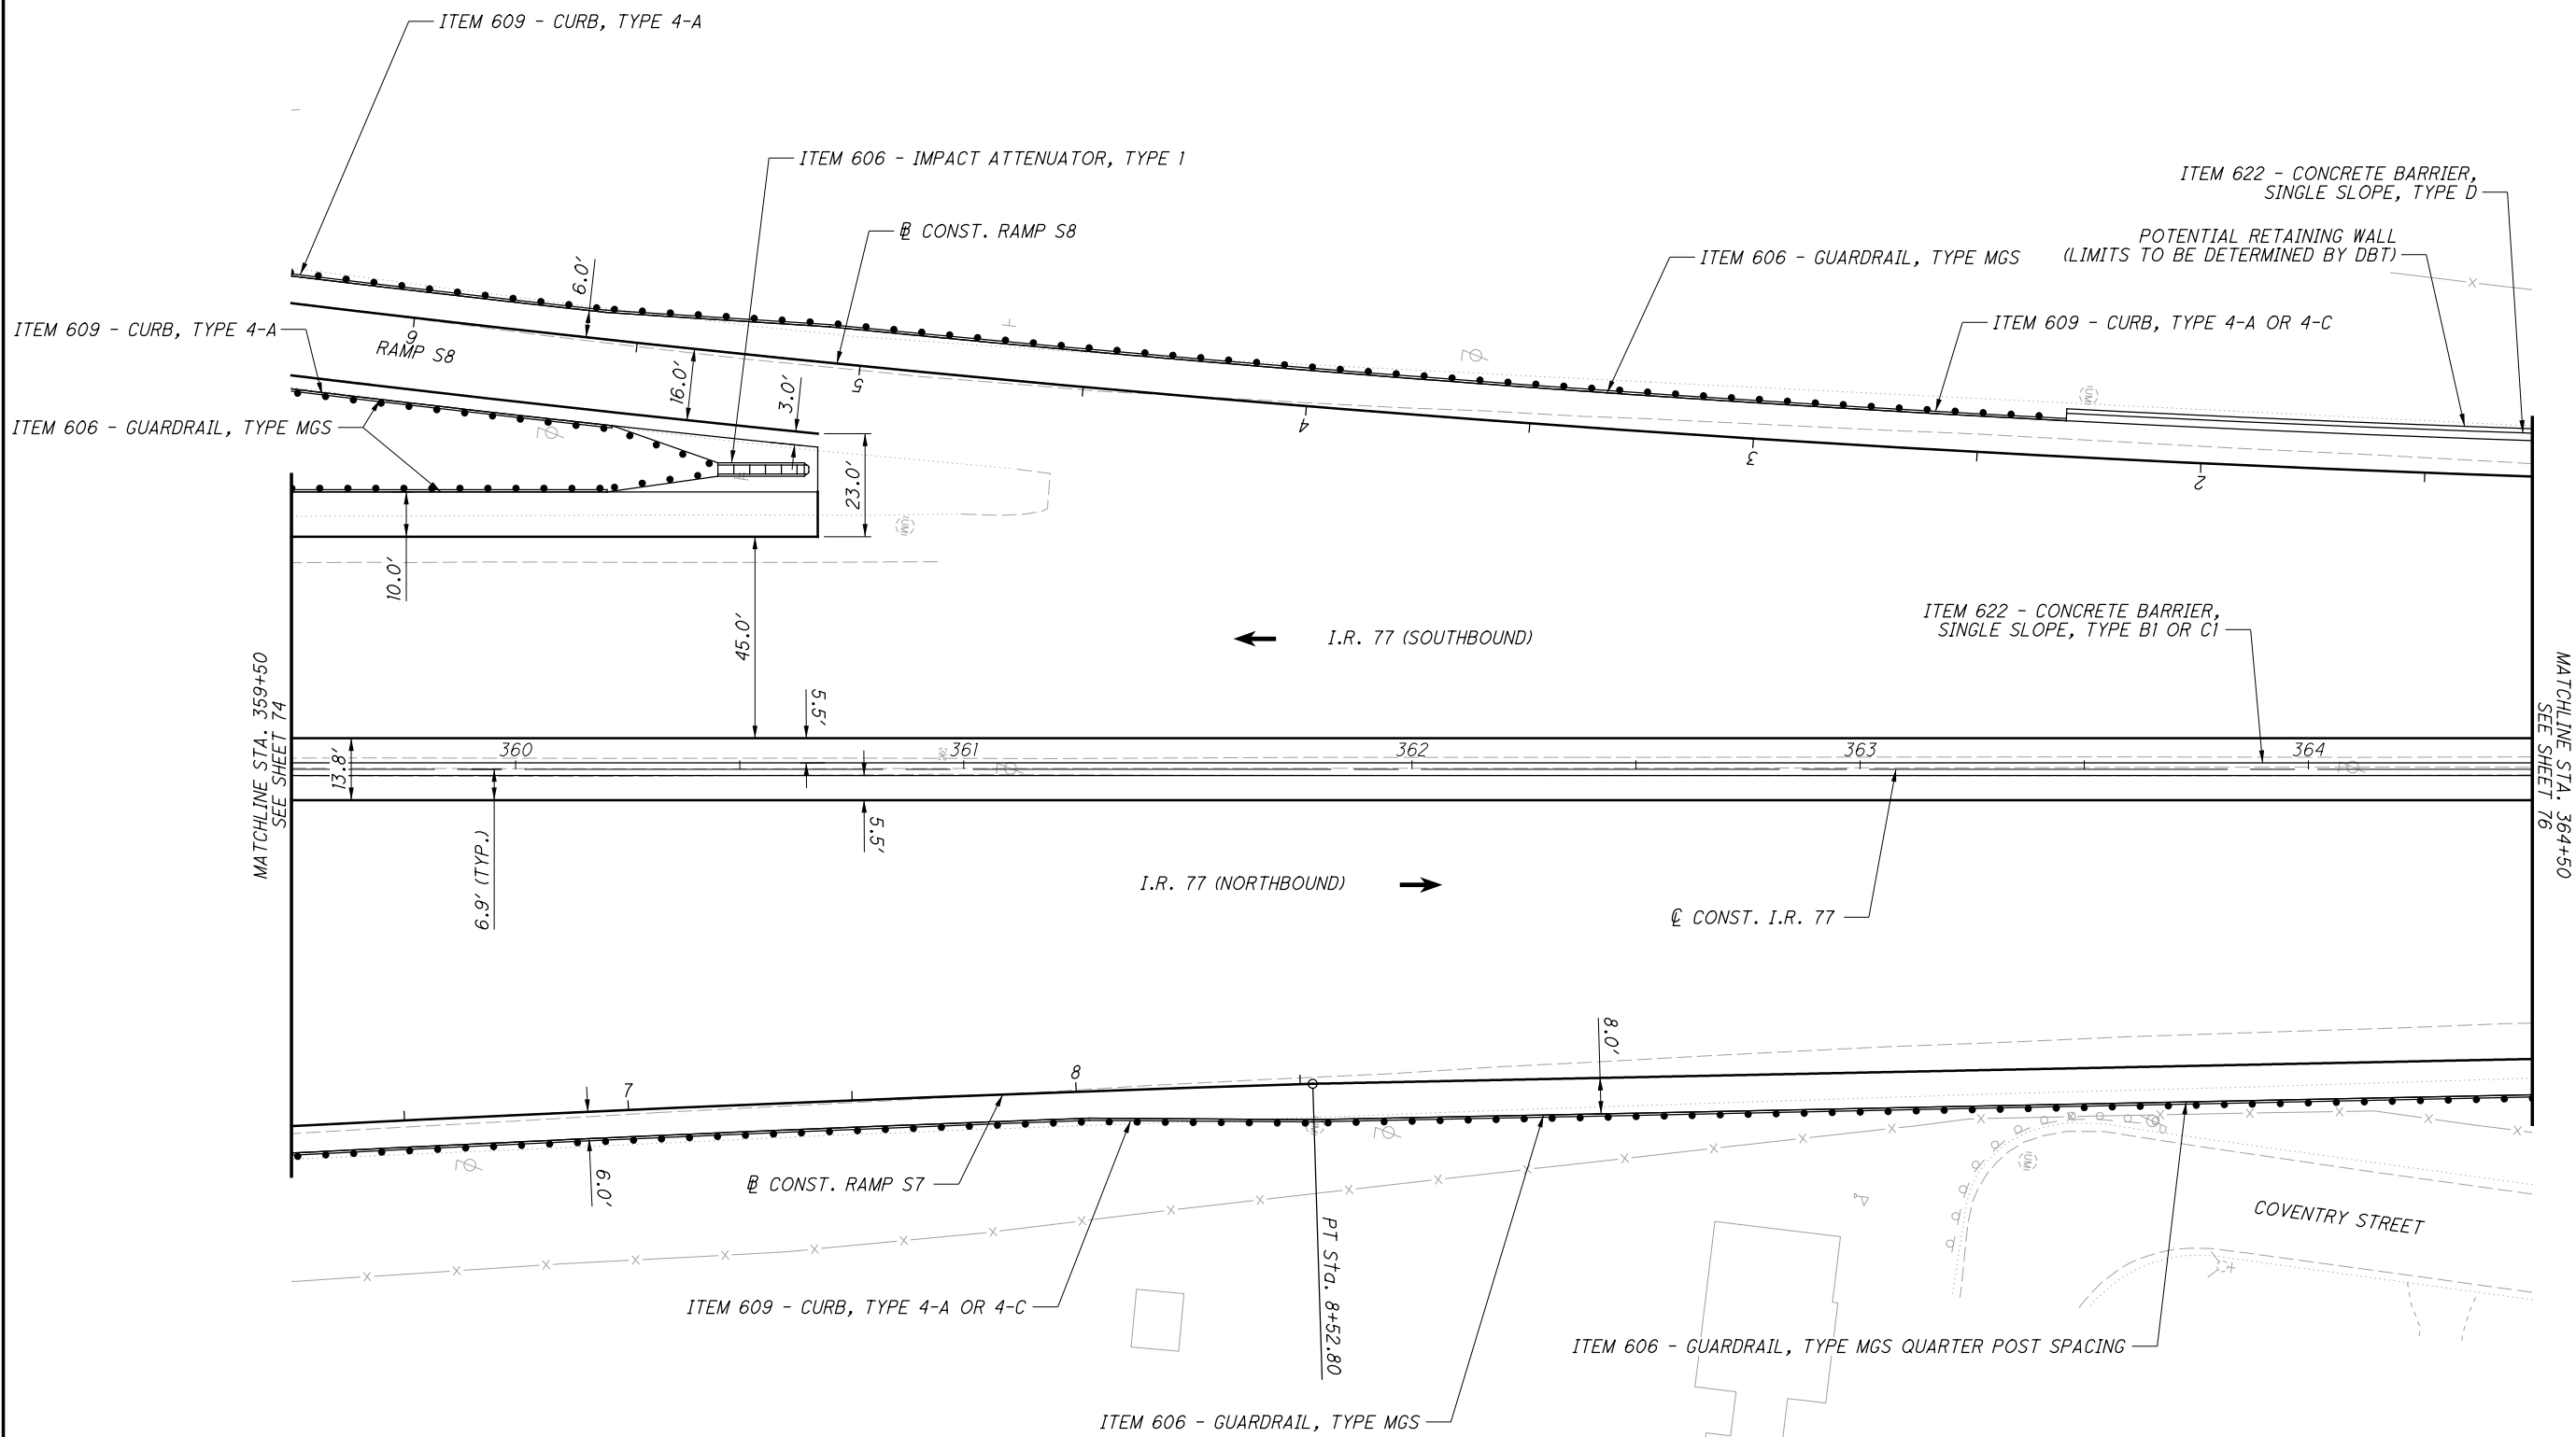 ITEM 609 - CURB, TYPE 4-A
ITEM 606 - IMPACT ATTENUATOR, TYPE 1
ITEM 622 - CONCRETE BARRIER,
SINGLE SLOPE, TYPE D
℄ CONST. RAMP S8
POTENTIAL RETAINING WALL
(LIMITS TO BE DETERMINED BY DBT)
ITEM 606 - GUARDRAIL, TYPE MGS
6.0'
ITEM 609 - CURB, TYPE 4-A
ITEM 609 - CURB, TYPE 4-A OR 4-C
6
RAMP S8
5
16.0'
3.0'
4
3
2
ITEM 606 - GUARDRAIL, TYPE MGS
23.0'
10.0'
45.0'
ITEM 622 - CONCRETE BARRIER,
SINGLE SLOPE, TYPE B1 OR C1
I.R. 77 (SOUTHBOUND)
MATCHLINE STA. 359+50
SEE SHEET 74
MATCHLINE STA. 364+50
SEE SHEET 76
5.5'
360
361
362
363
364
13.8'
5.5'
6.9' (TYP.)
I.R. 77 (NORTHBOUND)
℄ CONST. I.R. 77
8.0'
7
8
6.0'
℄ CONST. RAMP S7
PT Sta. 8+52.80
COVENTRY STREET
ITEM 609 - CURB, TYPE 4-A OR 4-C
ITEM 606 - GUARDRAIL, TYPE MGS QUARTER POST SPACING
ITEM 606 - GUARDRAIL, TYPE MGS